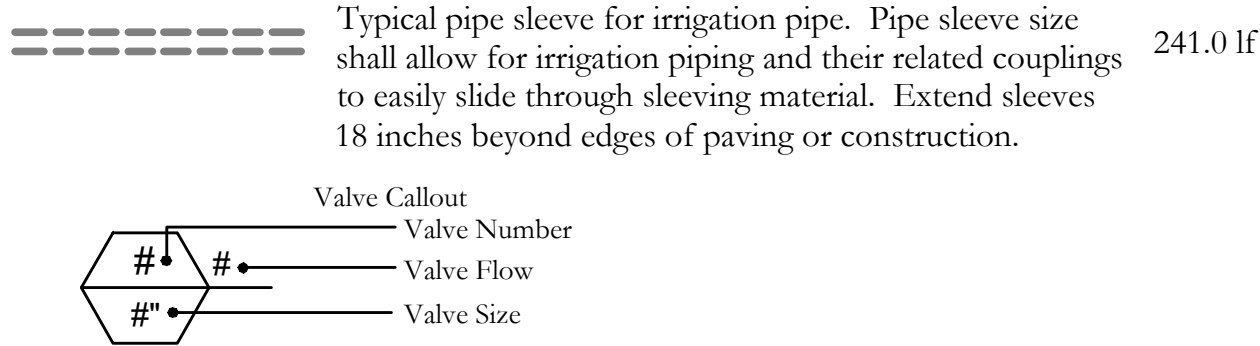 Typical pipe sleeve for irrigation pipe.  Pipe sleeve size
shall allow for irrigation piping and their related couplings
to easily slide through sleeving material.  Extend sleeves
18 inches beyond edges of paving or construction.
241.0 lf
Valve Callout
# Valve Number
# Valve Flow
#" Valve Size